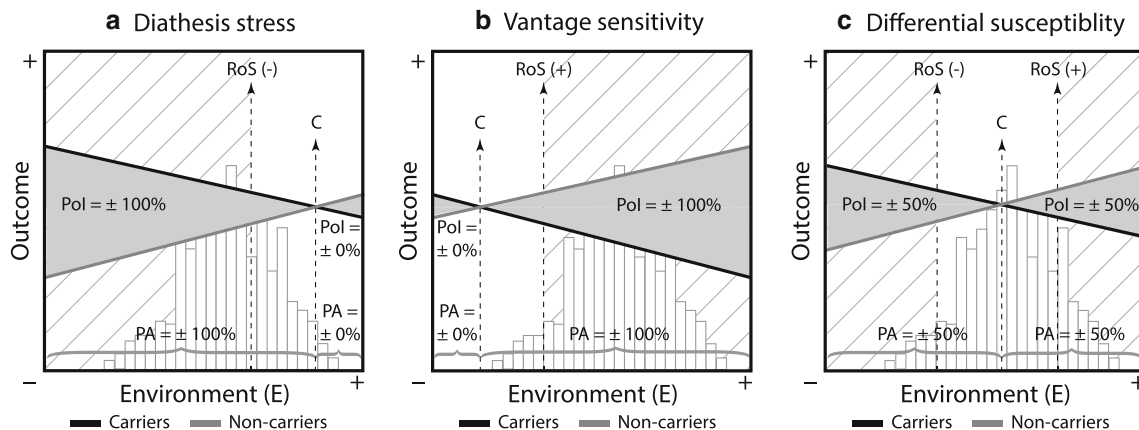 a Diathesis stress
+
RoS (-)
C
Outcome
PoI = ± 100%
PoI =
± 0%
PA =
± 0%
PA = ± 100%
−
Environment (E)
+
Carriers Non-carriers
b Vantage sensitivity
+
RoS (+)
C
Outcome
PoI = ± 100%
PoI =
± 0%
PA =
± 0%
PA = ± 100%
−
Environment (E)
+
Carriers Non-carriers
c Differential susceptiblity
+
RoS (-)
RoS (+)
C
Outcome
PoI = ± 50%
PoI = ± 50%
PA = ± 50%
PA = ± 50%
−
Environment (E)
+
Carriers Non-carriers